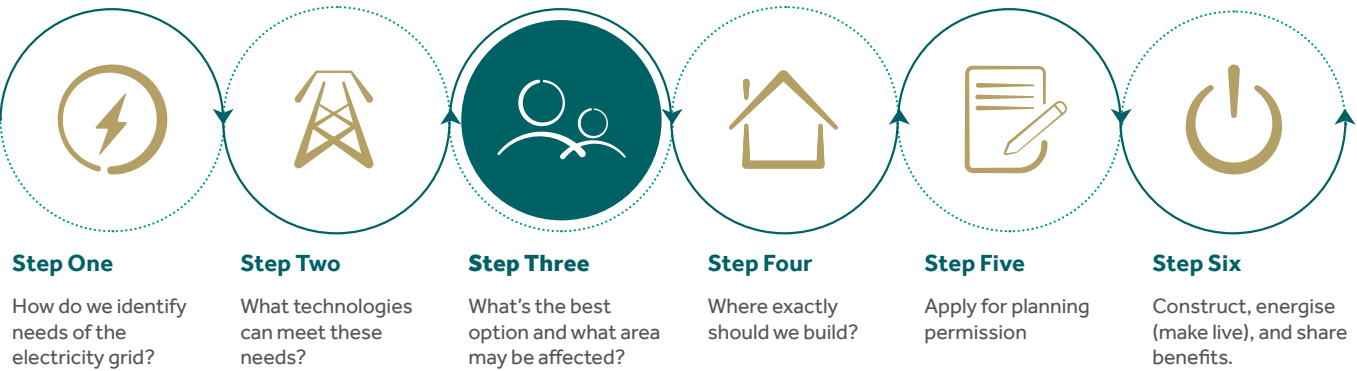 Step One
How do we identify
needs of the
electricity grid?
Step Two
What technologies
can meet these
needs?
Step Three
What's the best
option and what area
may be affected?
Step Four
Where exactly
should we build?
Step Five
Apply for planning
permission
Step Six
Construct, energise
(make live), and share
benefits.